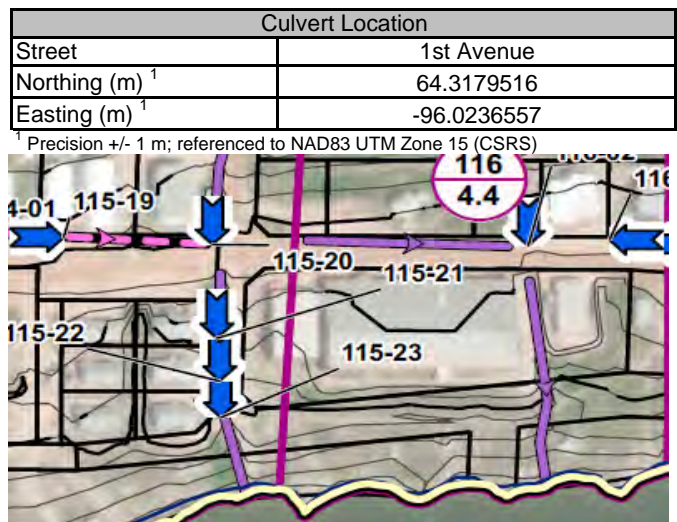 Culvert Location
Street 1st Avenue
Northing (m) 1 64.3179516
Easting (m) 1 -96.0236557
1 Precision +/- 1 m; referenced to NAD83 UTM Zone 15 (CSRS)
116
4.4
116
4-01
115-19
115-20
115-21
115-22
115-23